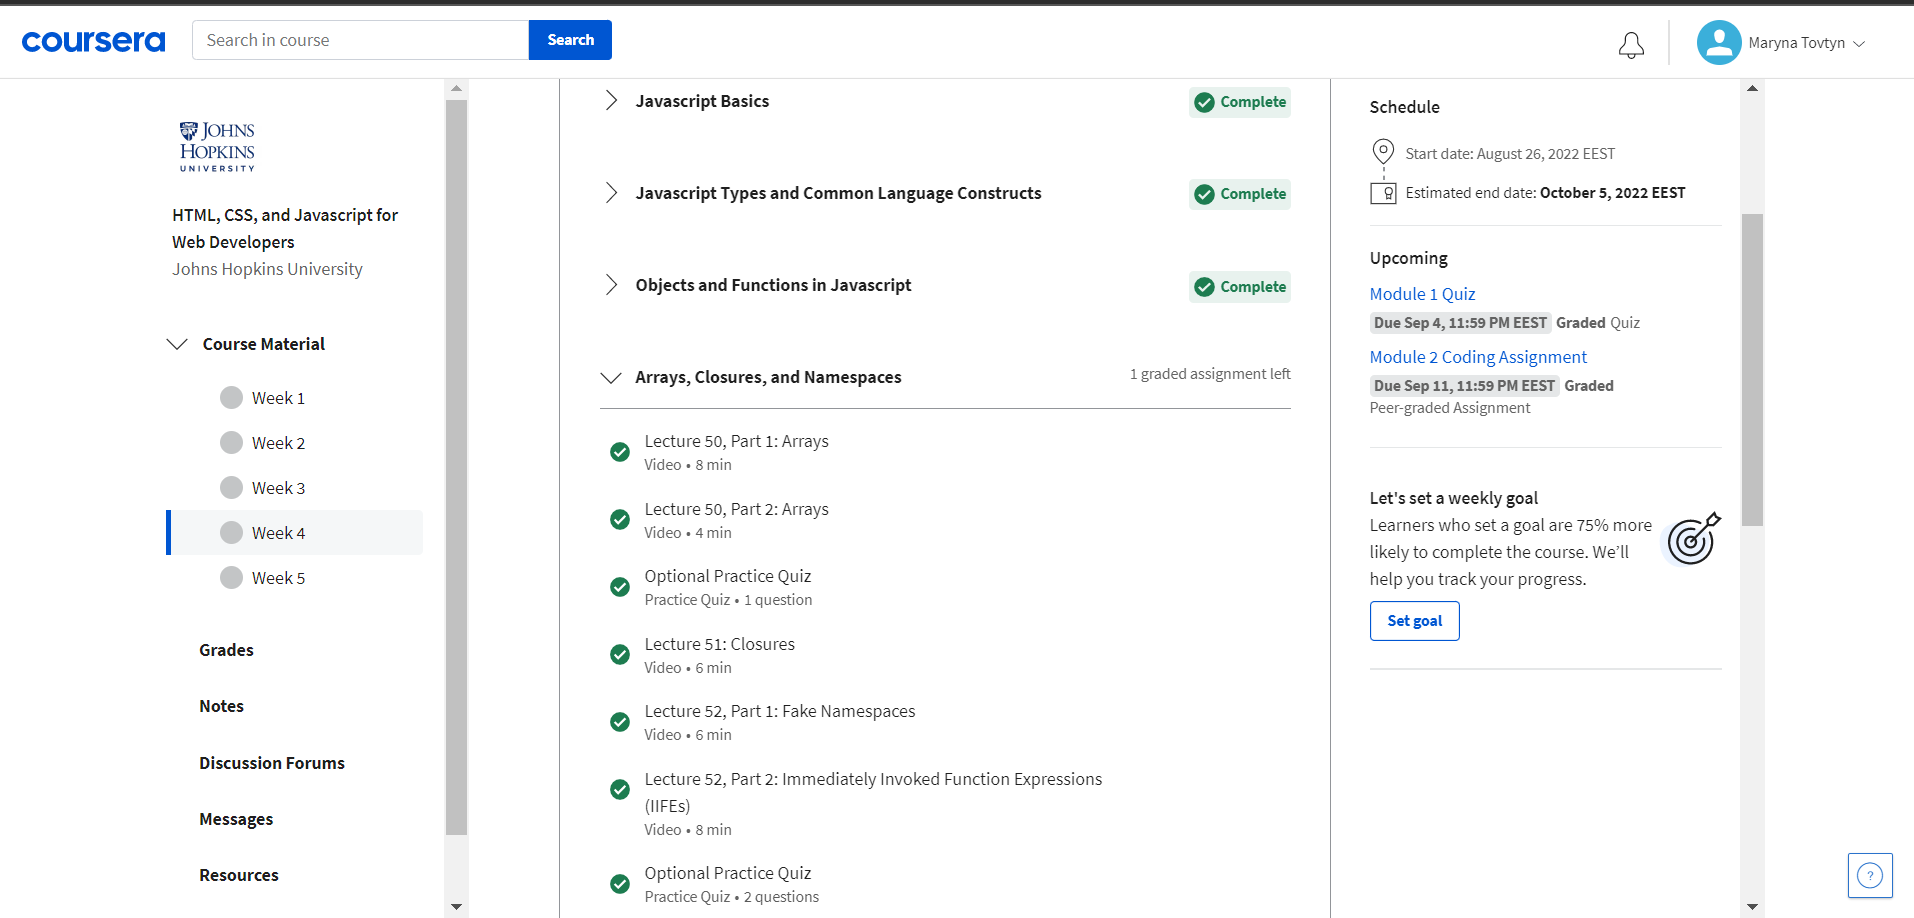 coursera
Search in course
Search
Maryna Tovtyn
JOHNS
HOPKINS
UNIVERSITY
HTML, CSS, and Javascript for
Web Developers
Johns Hopkins University
Course Material
Week 1
Week 2
Week 3
Week 4
Week 5
Grades
Notes
Discussion Forums
Messages
Resources
Javascript Basics
Complete
Javascript Types and Common Language Constructs
Complete
Objects and Functions in Javascript
Complete
Arrays, Closures, and Namespaces
1 graded assignment left
Lecture 50, Part 1: Arrays
Video • 8 min
Lecture 50, Part 2: Arrays
Video • 4 min
Optional Practice Quiz
Practice Quiz • 1 question
Lecture 51: Closures
Video • 6 min
Lecture 52, Part 1: Fake Namespaces
Video • 6 min
Lecture 52, Part 2: Immediately Invoked Function Expressions
(IIFEs)
Video • 8 min
Optional Practice Quiz
Practice Quiz • 2 questions
Schedule
Start date: August 26, 2022 EEST
Estimated end date: October 5, 2022 EEST
Upcoming
Module 1 Quiz
Due Sep 4, 11:59 PM EEST Graded Quiz
Module 2 Coding Assignment
Due Sep 11, 11:59 PM EEST Graded
Peer-graded Assignment
Let's set a weekly goal
Learners who set a goal are 75% more
likely to complete the course. We’ll
help you track your progress.
Set goal
?